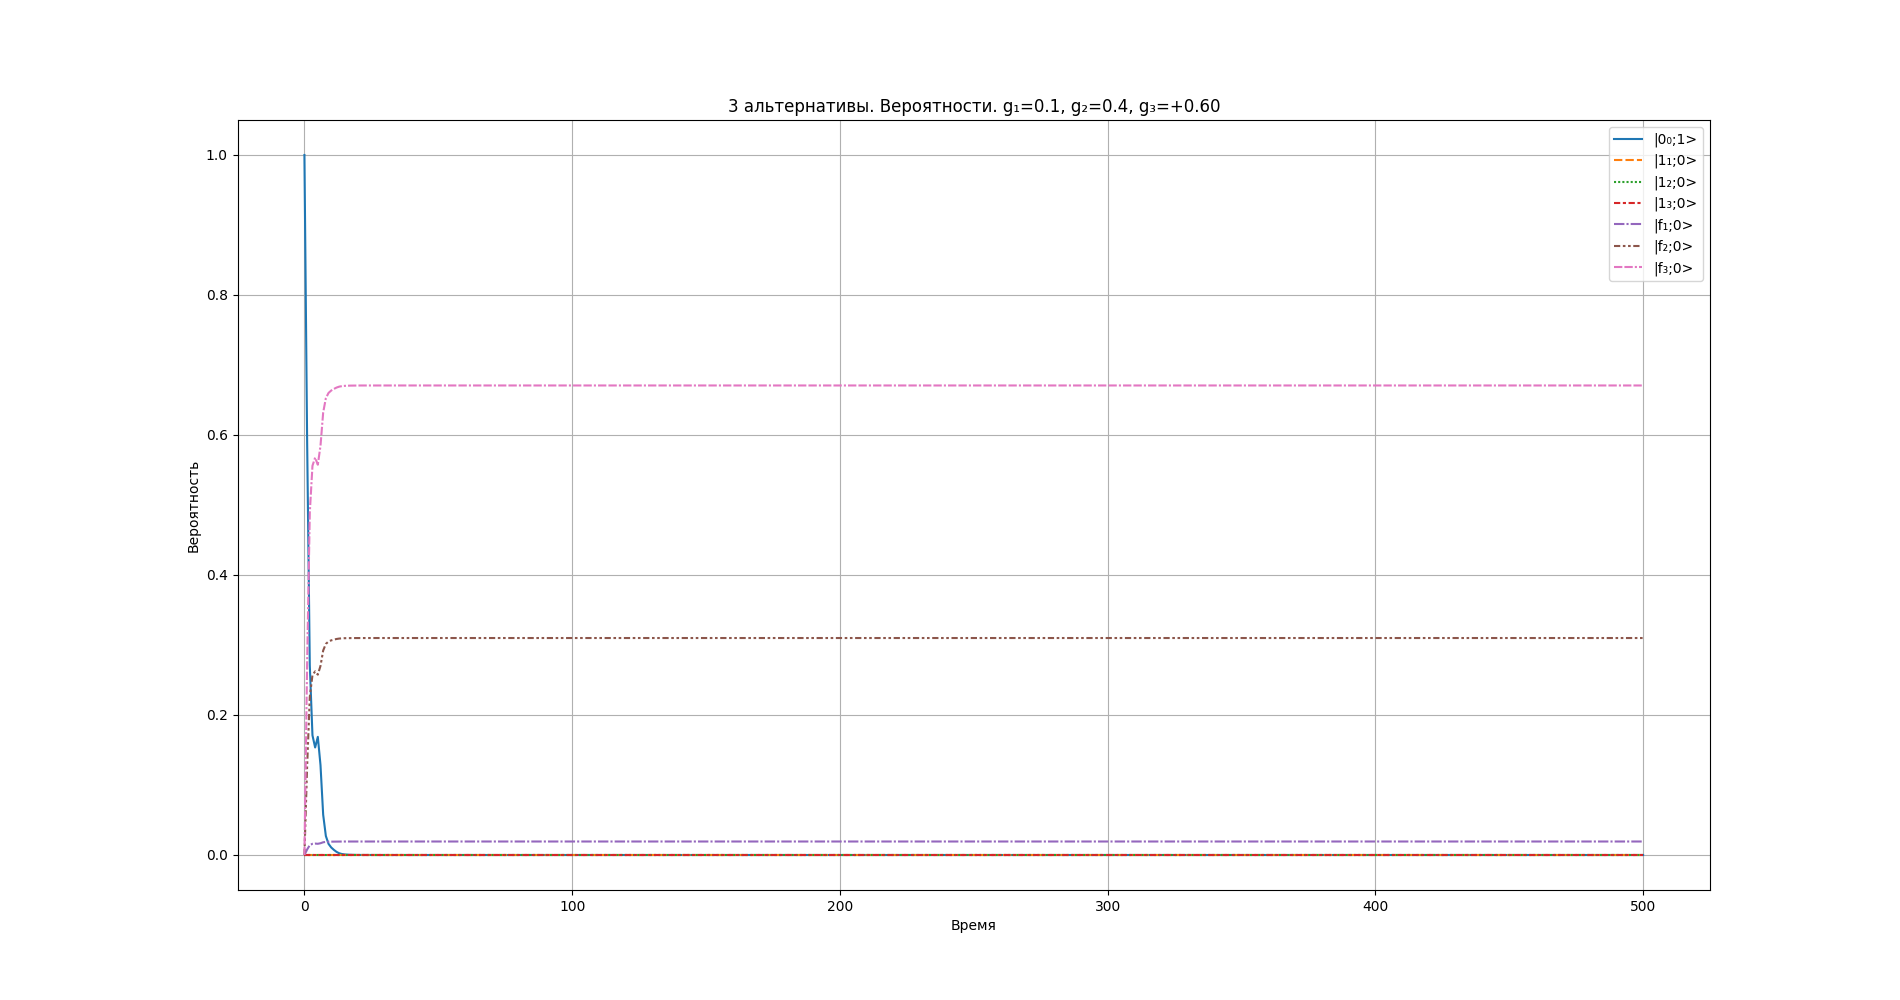 3 альтернативы. Вероятности. g₁=0.1, g₂=0.4, g₃=+0.60
|0₀;1>
|1₁;0>
|1₂;0>
|1₃;0>
|f₁;0>
|f₂;0>
|f₃;0>
1.0
0.8
0.6
0.4
0.2
0.0
Вероятность
0 100 200 300 400 500
Время